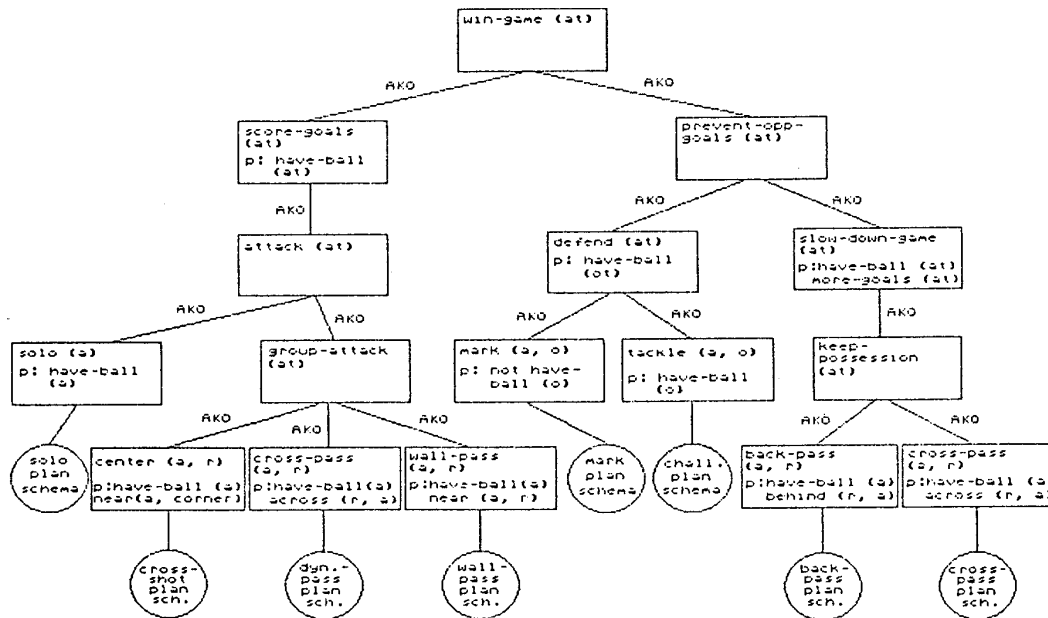 win-game (at)
AKO
AKO
score-goals
(at)
p: have-ball
(at)
prevent-opp-
goals (at)
AKO
AKO
AKO
attack (at)
defend (at)
p: have-ball
(ot)
slow-down-game
(at)
p:have-ball (at)
more-goals (at)
AKO
AKO
AKO
AKO
AKO
solo (a)
p: have-ball
(a)
group-attack
(at)
mark (a, o)
p: not have-
ball (o)
tackle (a, o)
p: have-ball
(o)
keep-
possession
(at)
AKO
AKO
AKO
AKO
AKO
solo
plan
schema
center (a, r)
p:have-ball (a)
near(a, corner)
cross-pass
(a, r)
p:have-ball(a)
across (r, a)
wall-pass
(a, r)
p:have-ball(a)
near (a, r)
mark
plan
schema
chall.
plan
schema
back-pass
(a, r)
p:have-ball (a)
behind (r, a)
cross-pass
(a, r)
p:have-ball (a)
across (r, a)
cross-
shot
plan
sch.
dyn.-
pass
plan
sch.
wall-
pass
plan
sch.
back-
pass
plan
sch.
cross-
pass
plan
sch.